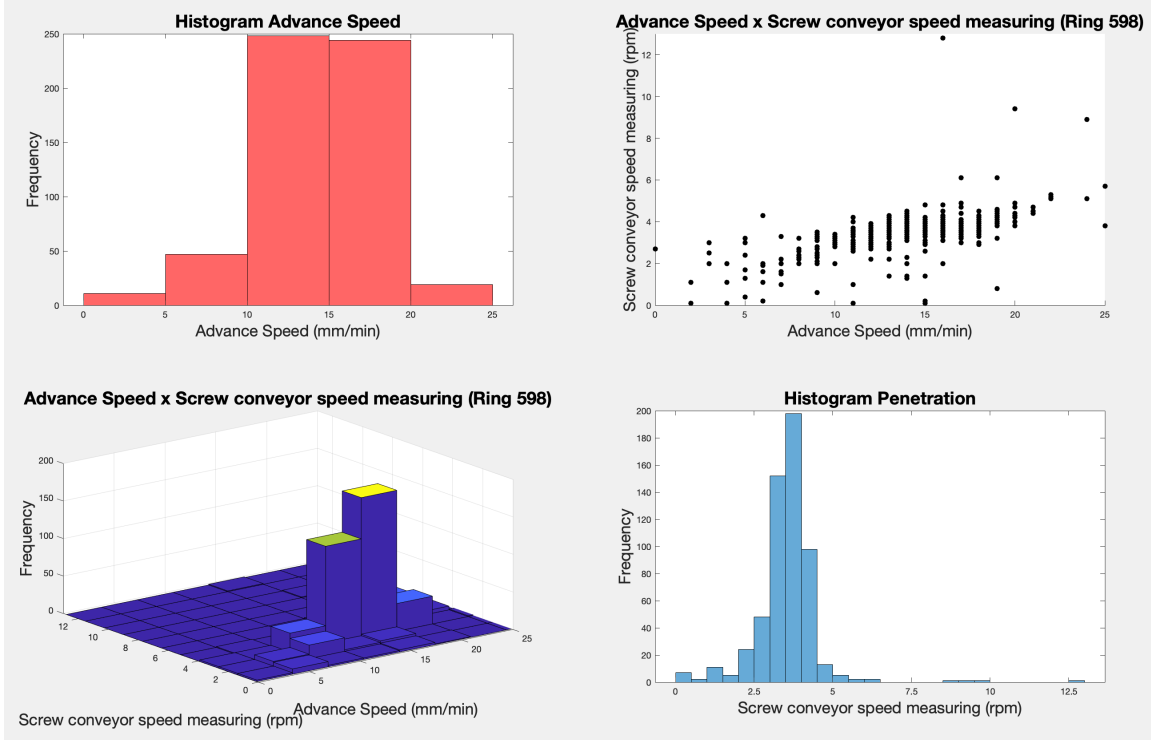 Histogram Advance Speed
250
200
150
100
50
0
Frequency
0 5 10 15 20 25
Advance Speed (mm/min)
Advance Speed x Screw conveyor speed measuring (Ring 598)
12
10
8
6
4
2
0
Screw conveyor speed measuring (rpm)
0 5 10 15 20 25
Advance Speed (mm/min)
Advance Speed x Screw conveyor speed measuring (Ring 598)
200
150
100
50
0
Frequency
12 10 8 6 4 2 0
0 5 10 15 20 25
Advance Speed (mm/min)
Screw conveyor speed measuring (rpm)
Histogram Penetration
200
180
160
140
120
100
80
60
40
20
0
Frequency
0 2.5 5 7.5 10 12.5
Screw conveyor speed measuring (rpm)